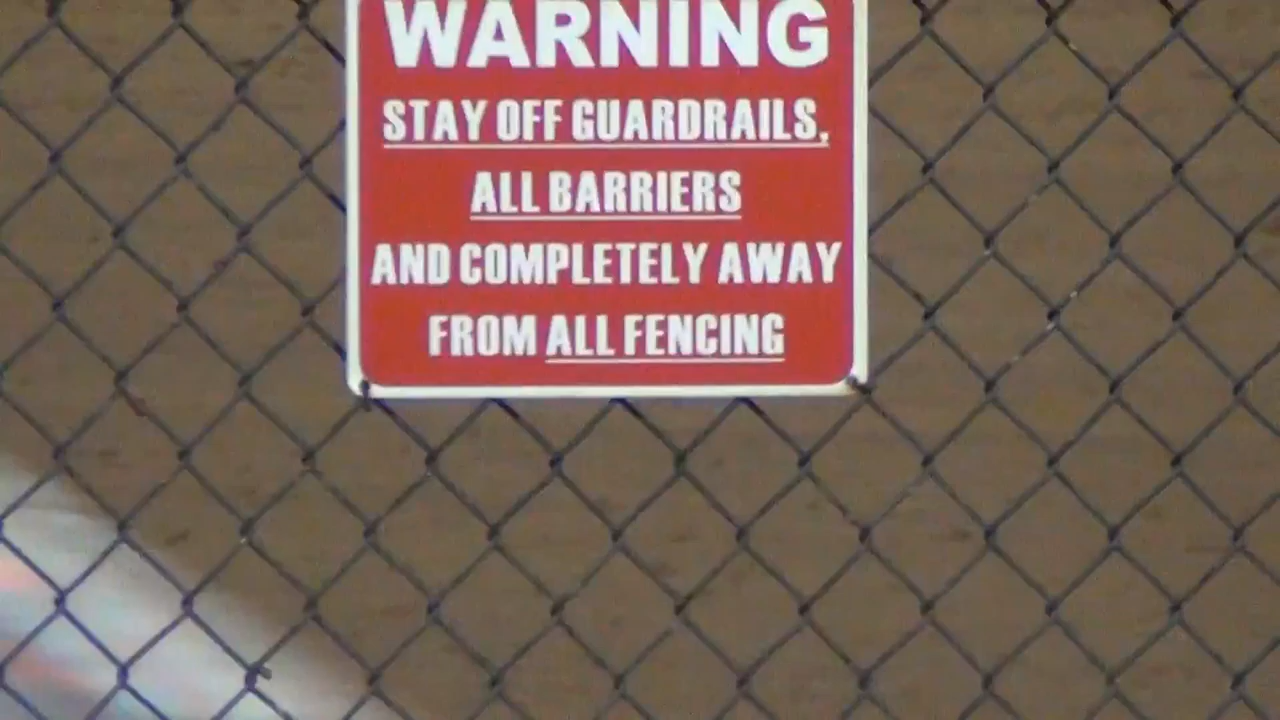 WARNING
STAY OFF GUARDRAILS,
ALL BARRIERS
AND COMPLETELY AWAY
FROM ALL FENCING